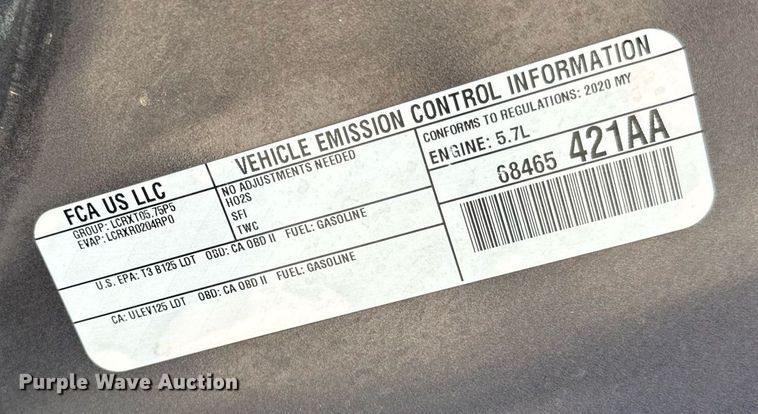 VEHICLE EMISSION CONTROL INFORMATION
FCA US LLC
GROUP: LCRXT05.75P5
EVAP: LCRXR0204RP0
NO ADJUSTMENTS NEEDED
HO2S
SFI
TWC
CONFORMS TO REGULATIONS: 2020 MY
ENGINE: 5.7L
68465 421AA
U.S. EPA: T3 B125 LDT OBD: CA OBD II FUEL: GASOLINE
CA: ULEV125 LDT OBD: CA OBD II FUEL: GASOLINE
Purple Wave Auction